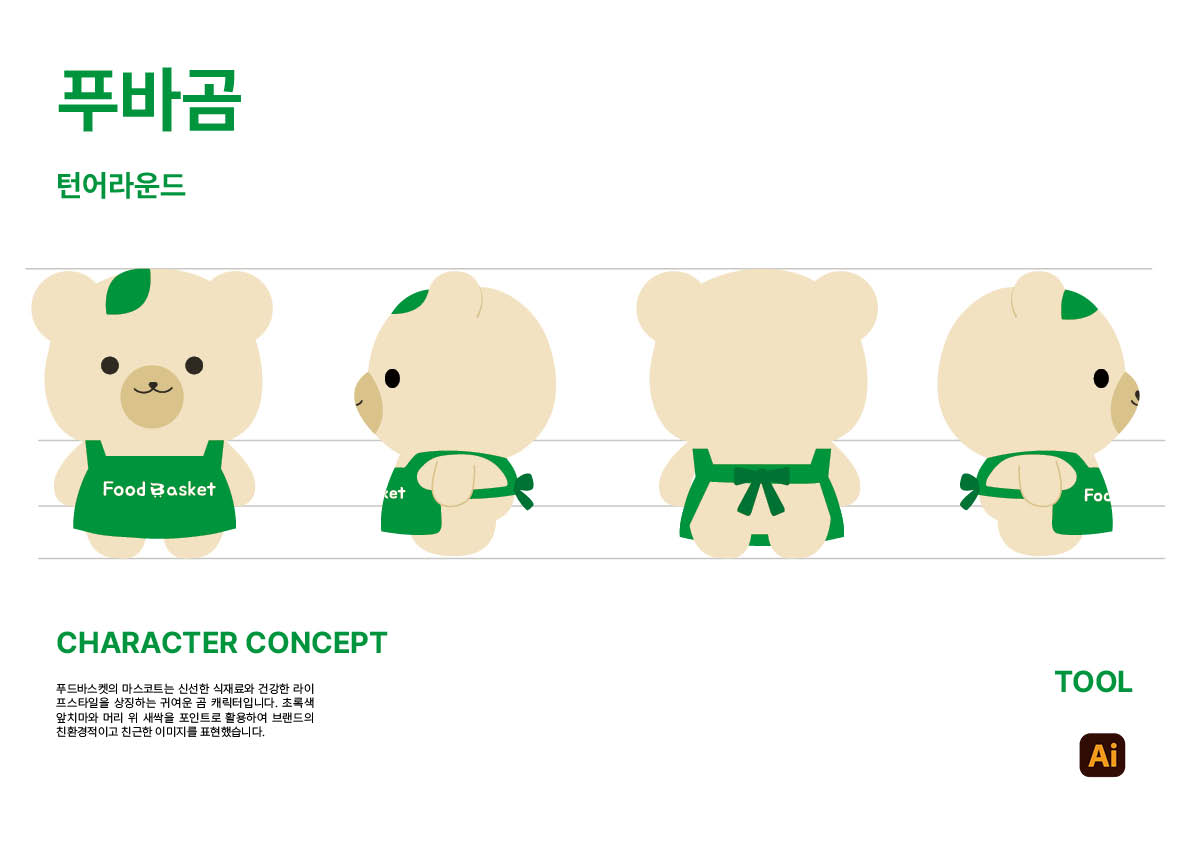 푸바곰
턴어라운드
Food Basket
ket
Foo
CHARACTER CONCEPT
푸드바스켓의 마스코트는 신선한 식재료와 건강한 라이
프스타일을 상징하는 귀여운 곰 캐릭터입니다. 초록색
앞치마와 머리 위 새싹을 포인트로 활용하여 브랜드의
친환경적이고 친근한 이미지를 표현했습니다.
TOOL
Ai